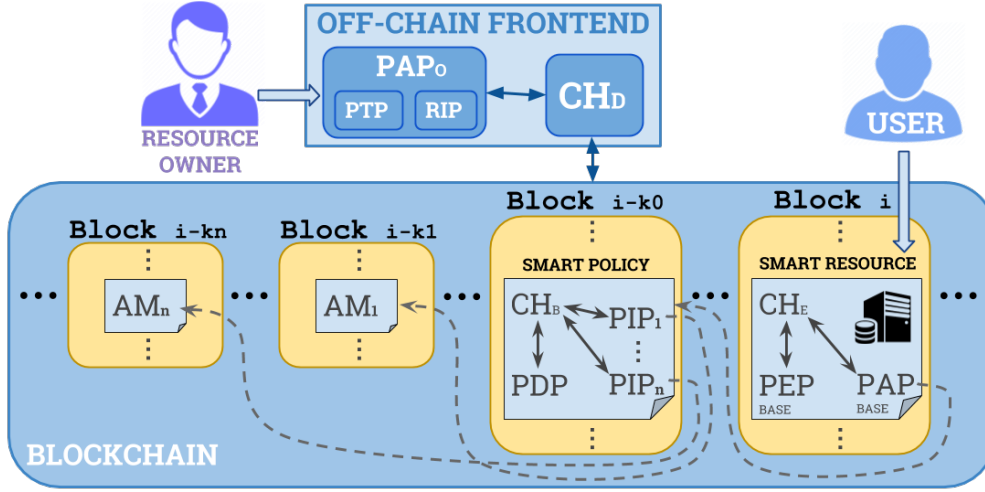 OFF-CHAIN FRONTEND
PAPO
PTP
RIP
CHD
RESOURCE
OWNER
USER
Block i-kn
Block i-k1
Block i-k0
Block i
AMn
AM1
SMART POLICY
CHB
PIP1
PDP
PIPn
SMART RESOURCE
CHE
PEP
BASE
PAP
BASE
BLOCKCHAIN